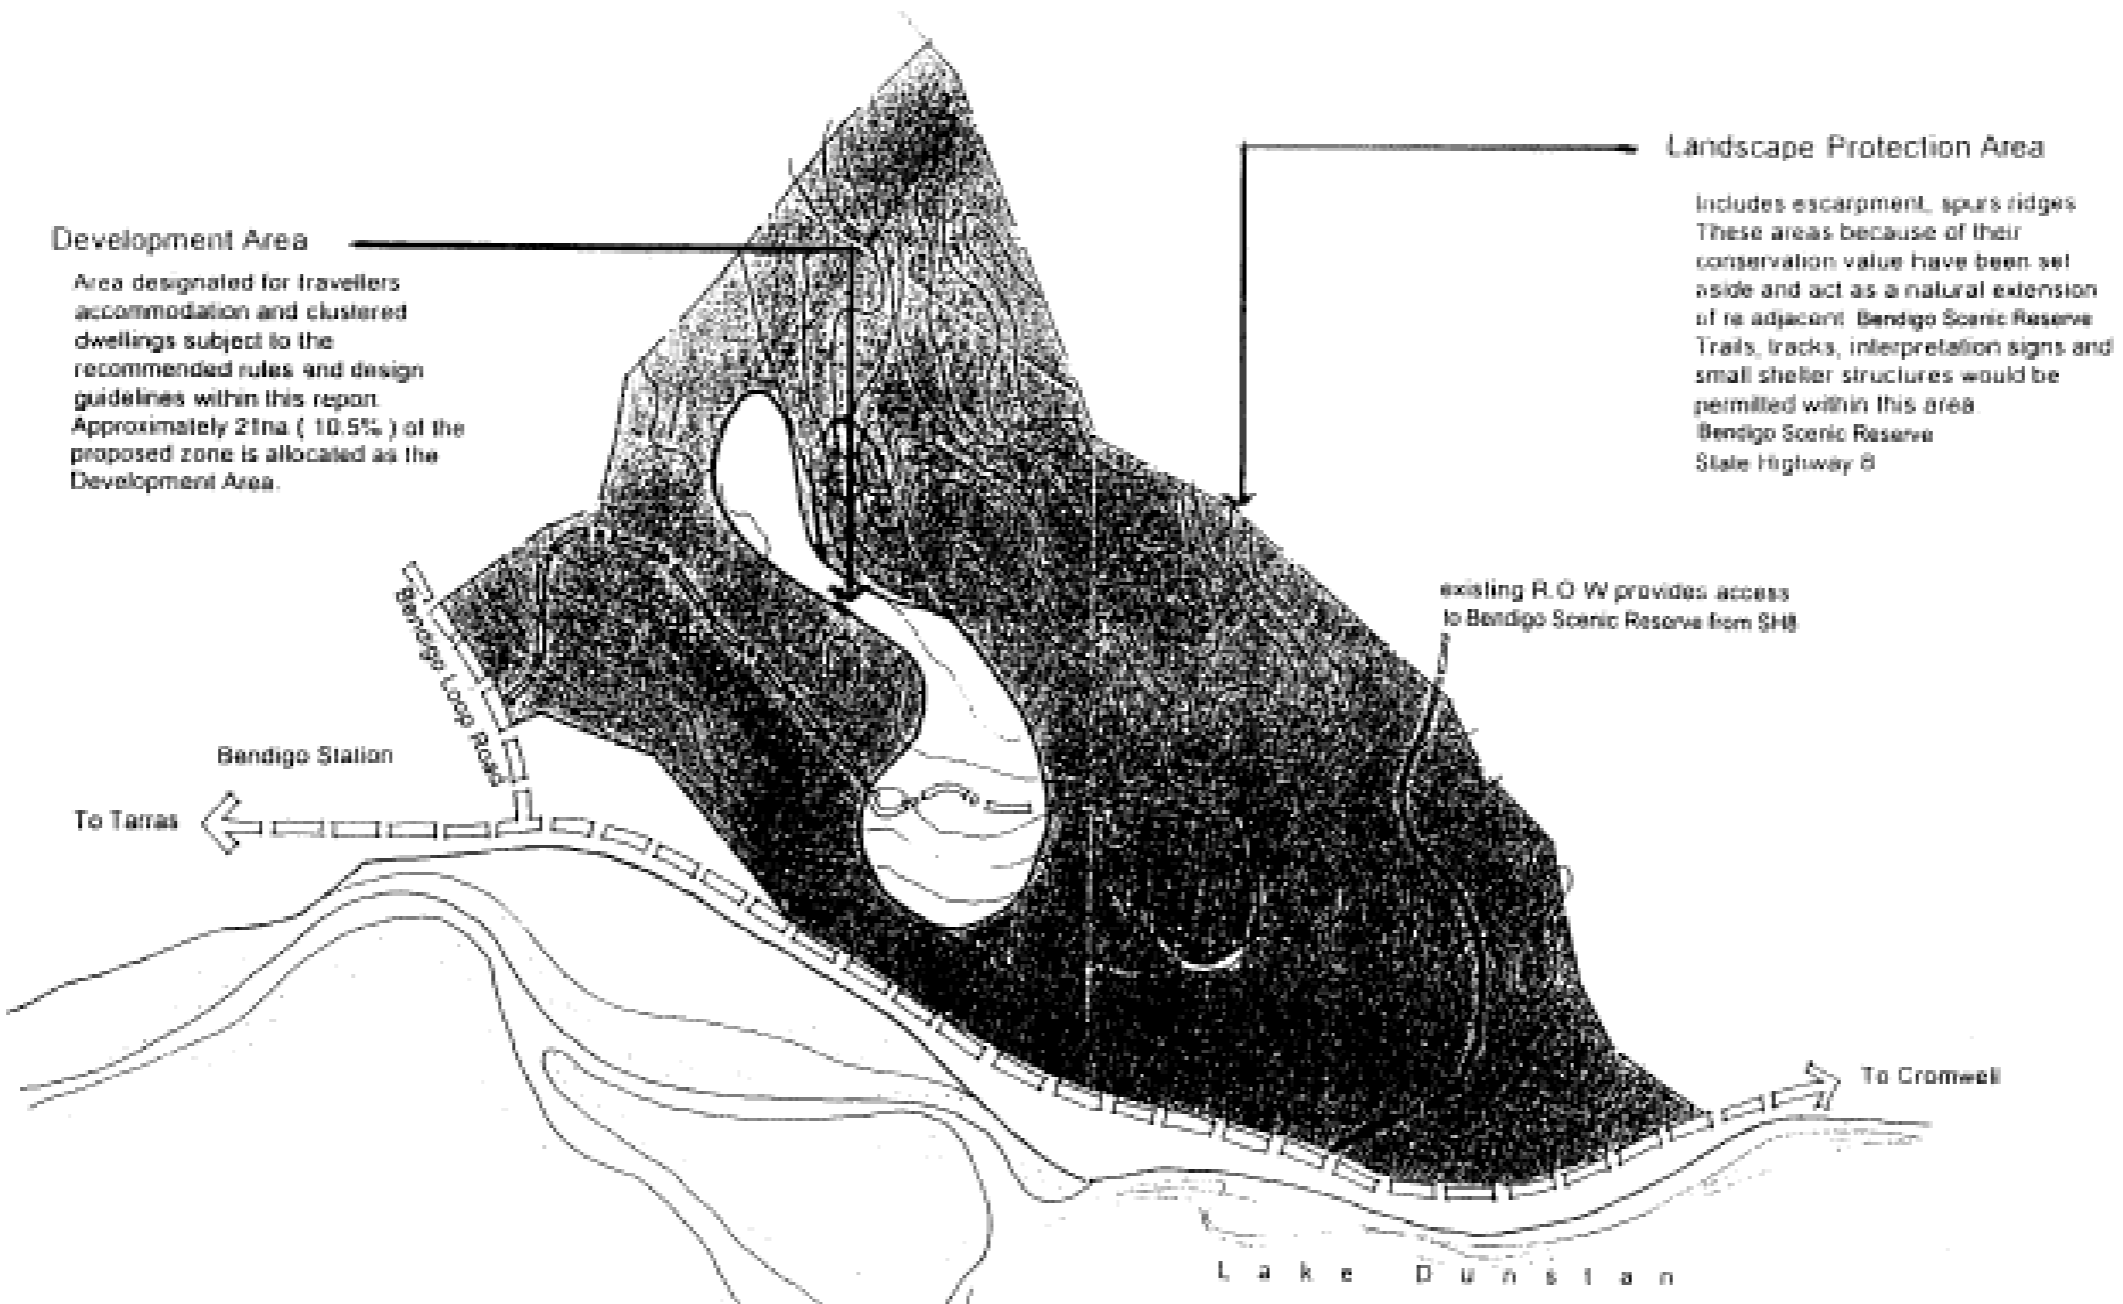 Development Area
Area designated for travellers
accommodation and clustered
dwellings subject to the
recommended rules and design
guidelines within this report
Approximately 21ha ( 10.5% ) of the
proposed zone is allocated as the
Development Area.
Landscape Protection Area
Includes escarpment, spurs ridges
These areas because of their
conservation value have been set
aside and act as a natural extension
of re adjacent Bendigo Scenic Reserve
Trails, tracks, interpretation signs and
small shelter structures would be
permitted within this area.
Bendigo Scenic Reserve
State Highway 8
existing R.O W provides access
to Bendigo Scenic Reserve from SH8
Bendigo Loop Road
Bendigo Station
To Tarras
To Cromwell
Lake Dunstan